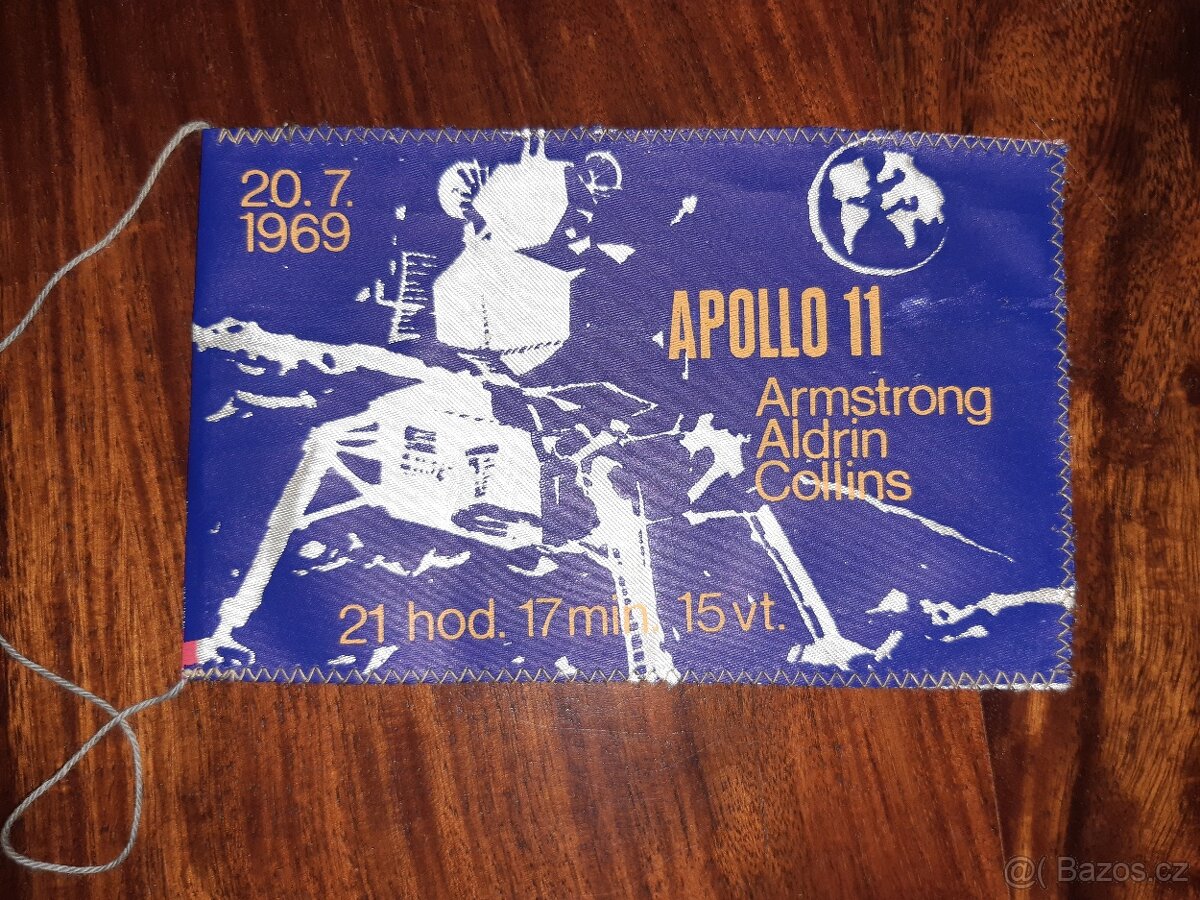 20. 7.
1969
APOLLO 11
Armstrong
Aldrin
Collins
21 hod. 17 min. 15 vt.
@( Bazos.cz